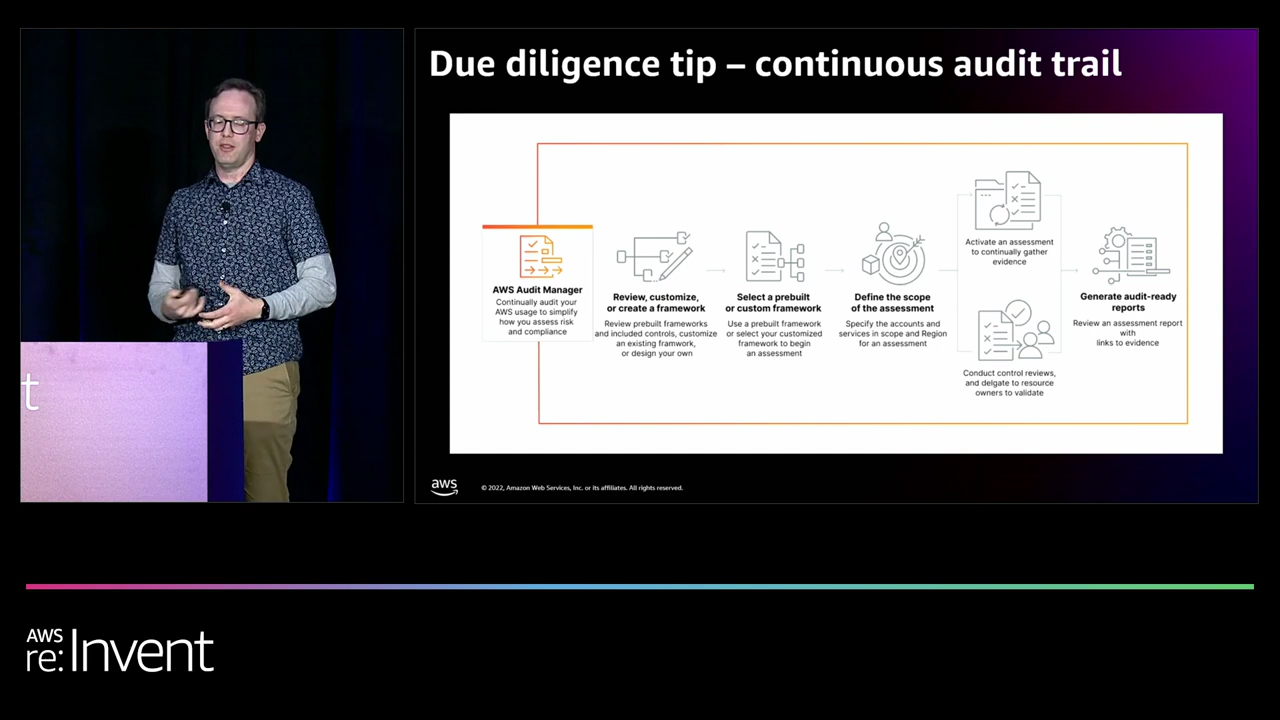 Due diligence tip – continuous audit trail
AWS Audit Manager
Continually audit your
AWS usage to simplify
how you assess risk
and compliance
Review, customize,
or create a framework
Review prebuilt frameworks
and included controls, customize
an existing framwork,
or design your own
Select a prebuilt
or custom framework
Use a prebuilt framework
or select your customized
framework to begin
an assessment
Define the scope
of the assessment
Specify the accounts and
services in scope and Region
for an assessment
Activate an assessment
to continually gather
evidence
Conduct control reviews,
and delgate to resource
owners to validate
Generate audit-ready
reports
Review an assessment report
with
links to evidence
t
aws
© 2022, Amazon Web Services, Inc. or its affiliates. All rights reserved.
AWS
re:Invent